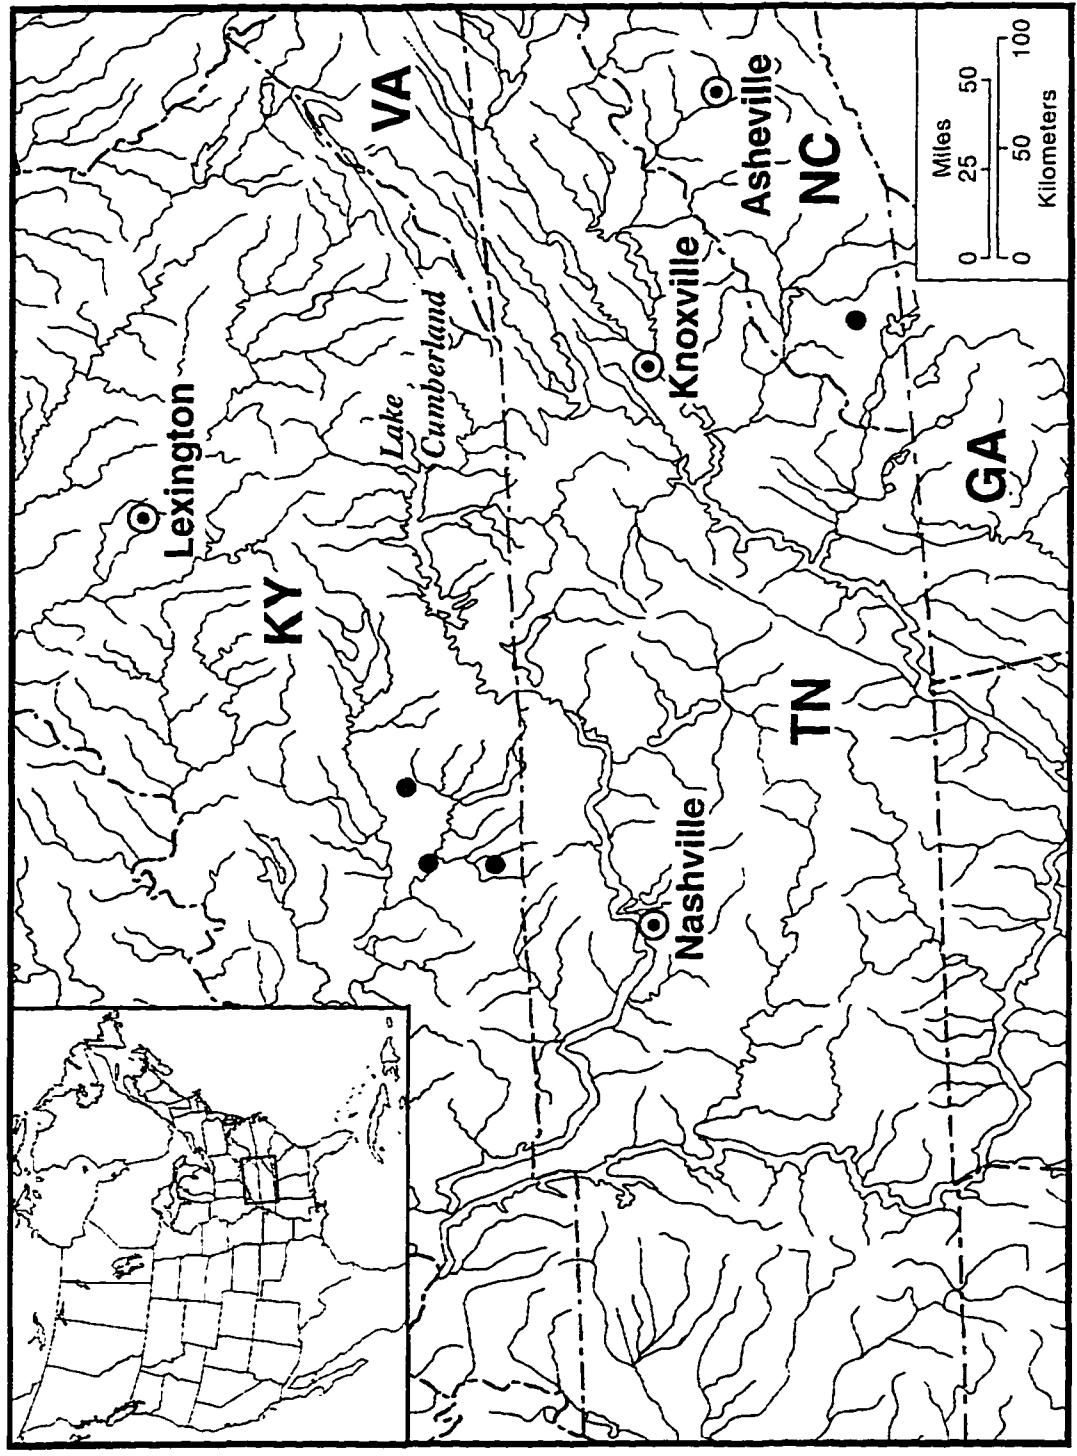 Lexington
KY
VA
Lake
Cumberland
Knoxville
Asheville
NC
Nashville
TN
GA
Miles
0 25 50
0 50 100
Kilometers